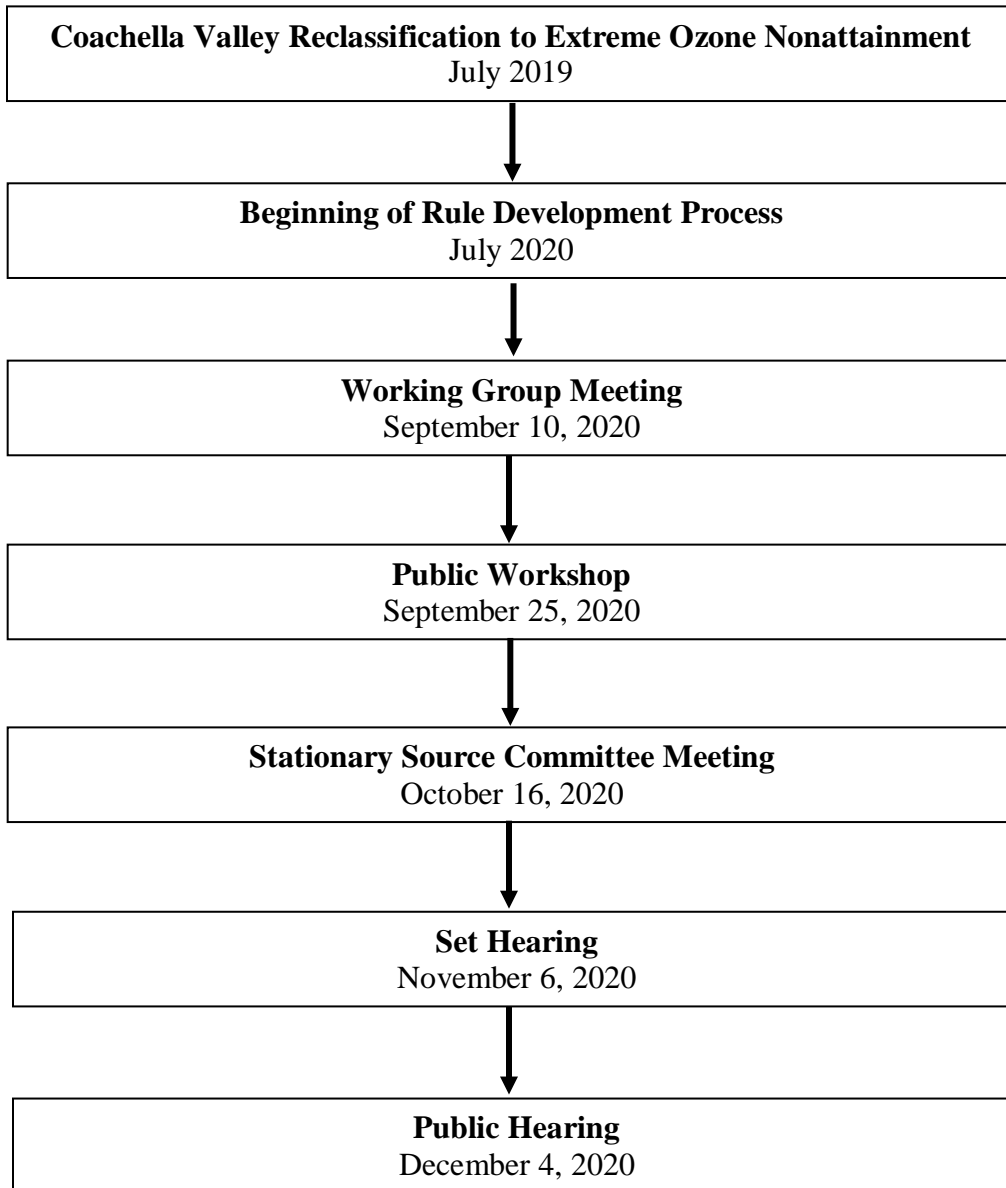 Coachella Valley Reclassification to Extreme Ozone Nonattainment
July 2019
Beginning of Rule Development Process
July 2020
Working Group Meeting
September 10, 2020
Public Workshop
September 25, 2020
Stationary Source Committee Meeting
October 16, 2020
Set Hearing
November 6, 2020
Public Hearing
December 4, 2020